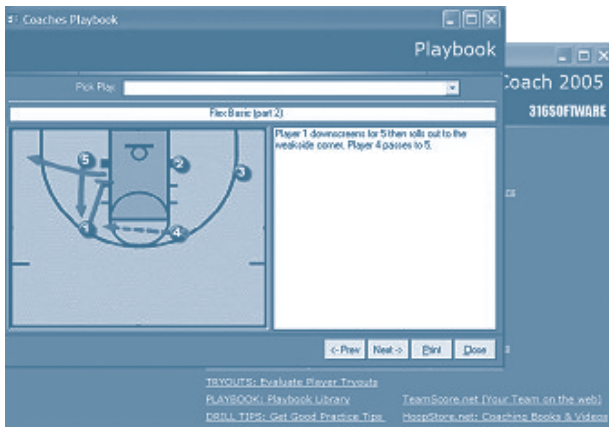 Coaches Playbook
Playbook
Coach 2005
316SOFTWARE
Pick Play:
Flex Basic (part 2)
Player 1 downscreens for 5 then rolls out to the
weakside corner. Player 4 passes to 5.
5
2
3
1
4
<- Prev
Next ->
Print
Close
TRYOUTS: Evaluate Player Tryouts
PLAYBOOK: Playbook Library
TeamScore.net (Your Team on the web)
DRILL TIPS: Get Good Practice Tips
HoopStore.net: Coaching Books & Videos